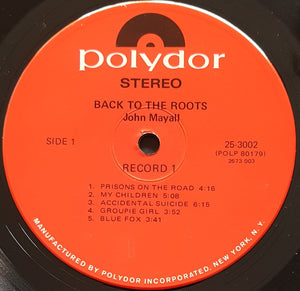 polydor
STEREO
BACK TO THE ROOTS
John Mayall
SIDE 1
25-3002
(POLP 80179)
2673 003
RECORD 1
1. PRISONS ON THE ROAD 4:16
2. MY CHILDREN 5:08
3. ACCIDENTAL SUICIDE 6:15
4. GROUPIE GIRL 3:52
5. BLUE FOX 3:41
MANUFACTURED BY POLYDOR INCORPORATED, NEW YORK, N.Y.